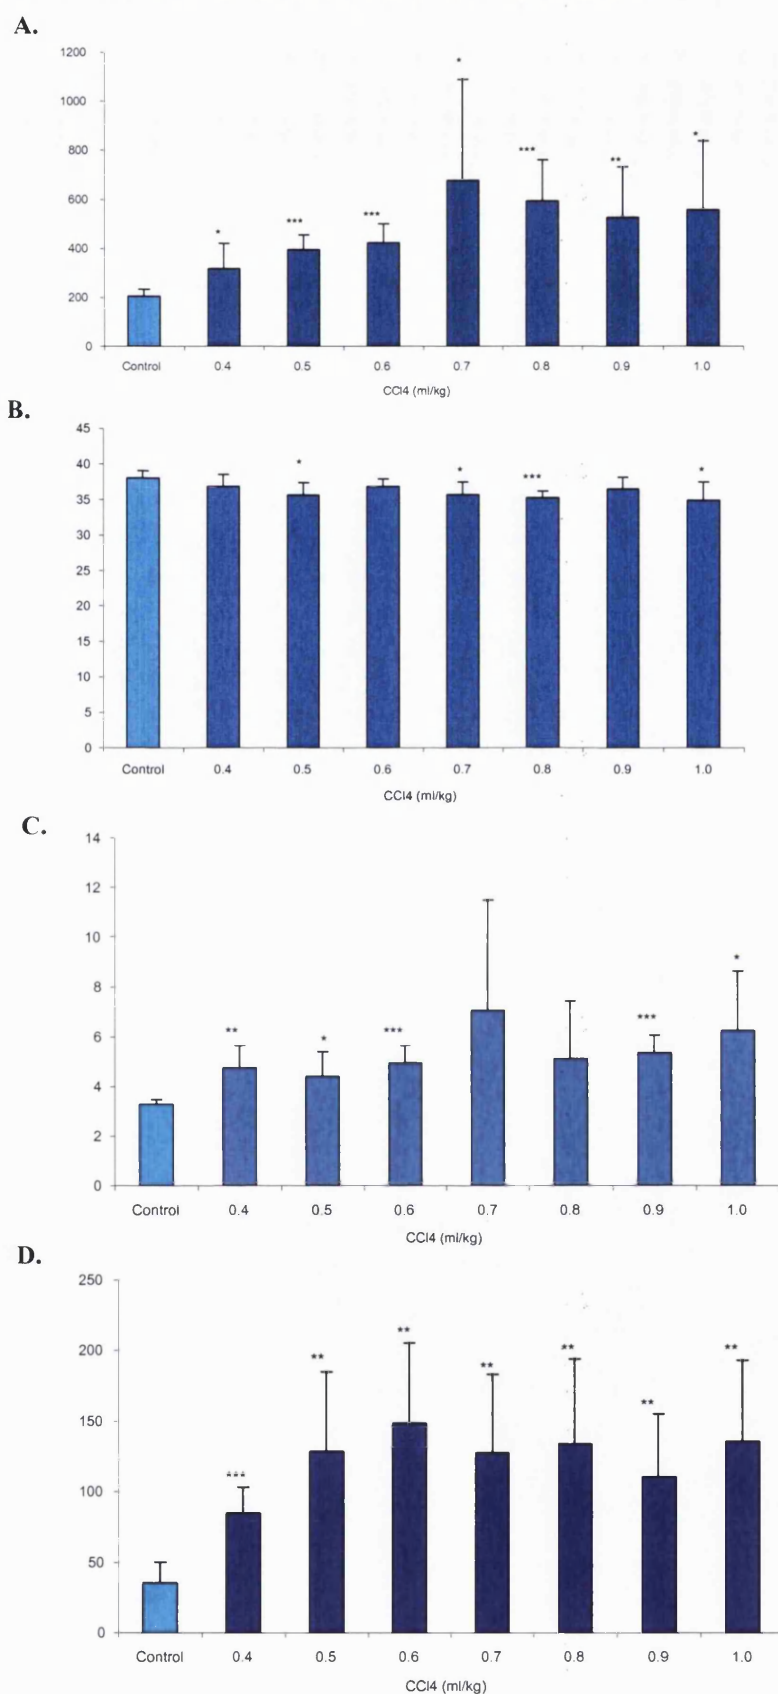 A.
1200
1000
800
600
400
200
0
* *** *** * *** ** *
Control 0.4 0.5 0.6 0.7 0.8 0.9 1.0
CCl4 (ml/kg)
B.
45
40
35
30
25
20
15
10
5
0
* * *** *
Control 0.4 0.5 0.6 0.7 0.8 0.9 1.0
CCl4 (ml/kg)
C.
14
12
10
8
6
4
2
0
** * *** *** *
Control 0.4 0.5 0.6 0.7 0.8 0.9 1.0
CCl4 (ml/kg)
D.
250
200
150
100
50
0
*** ** ** ** ** ** **
Control 0.4 0.5 0.6 0.7 0.8 0.9 1.0
CCl4 (ml/kg)